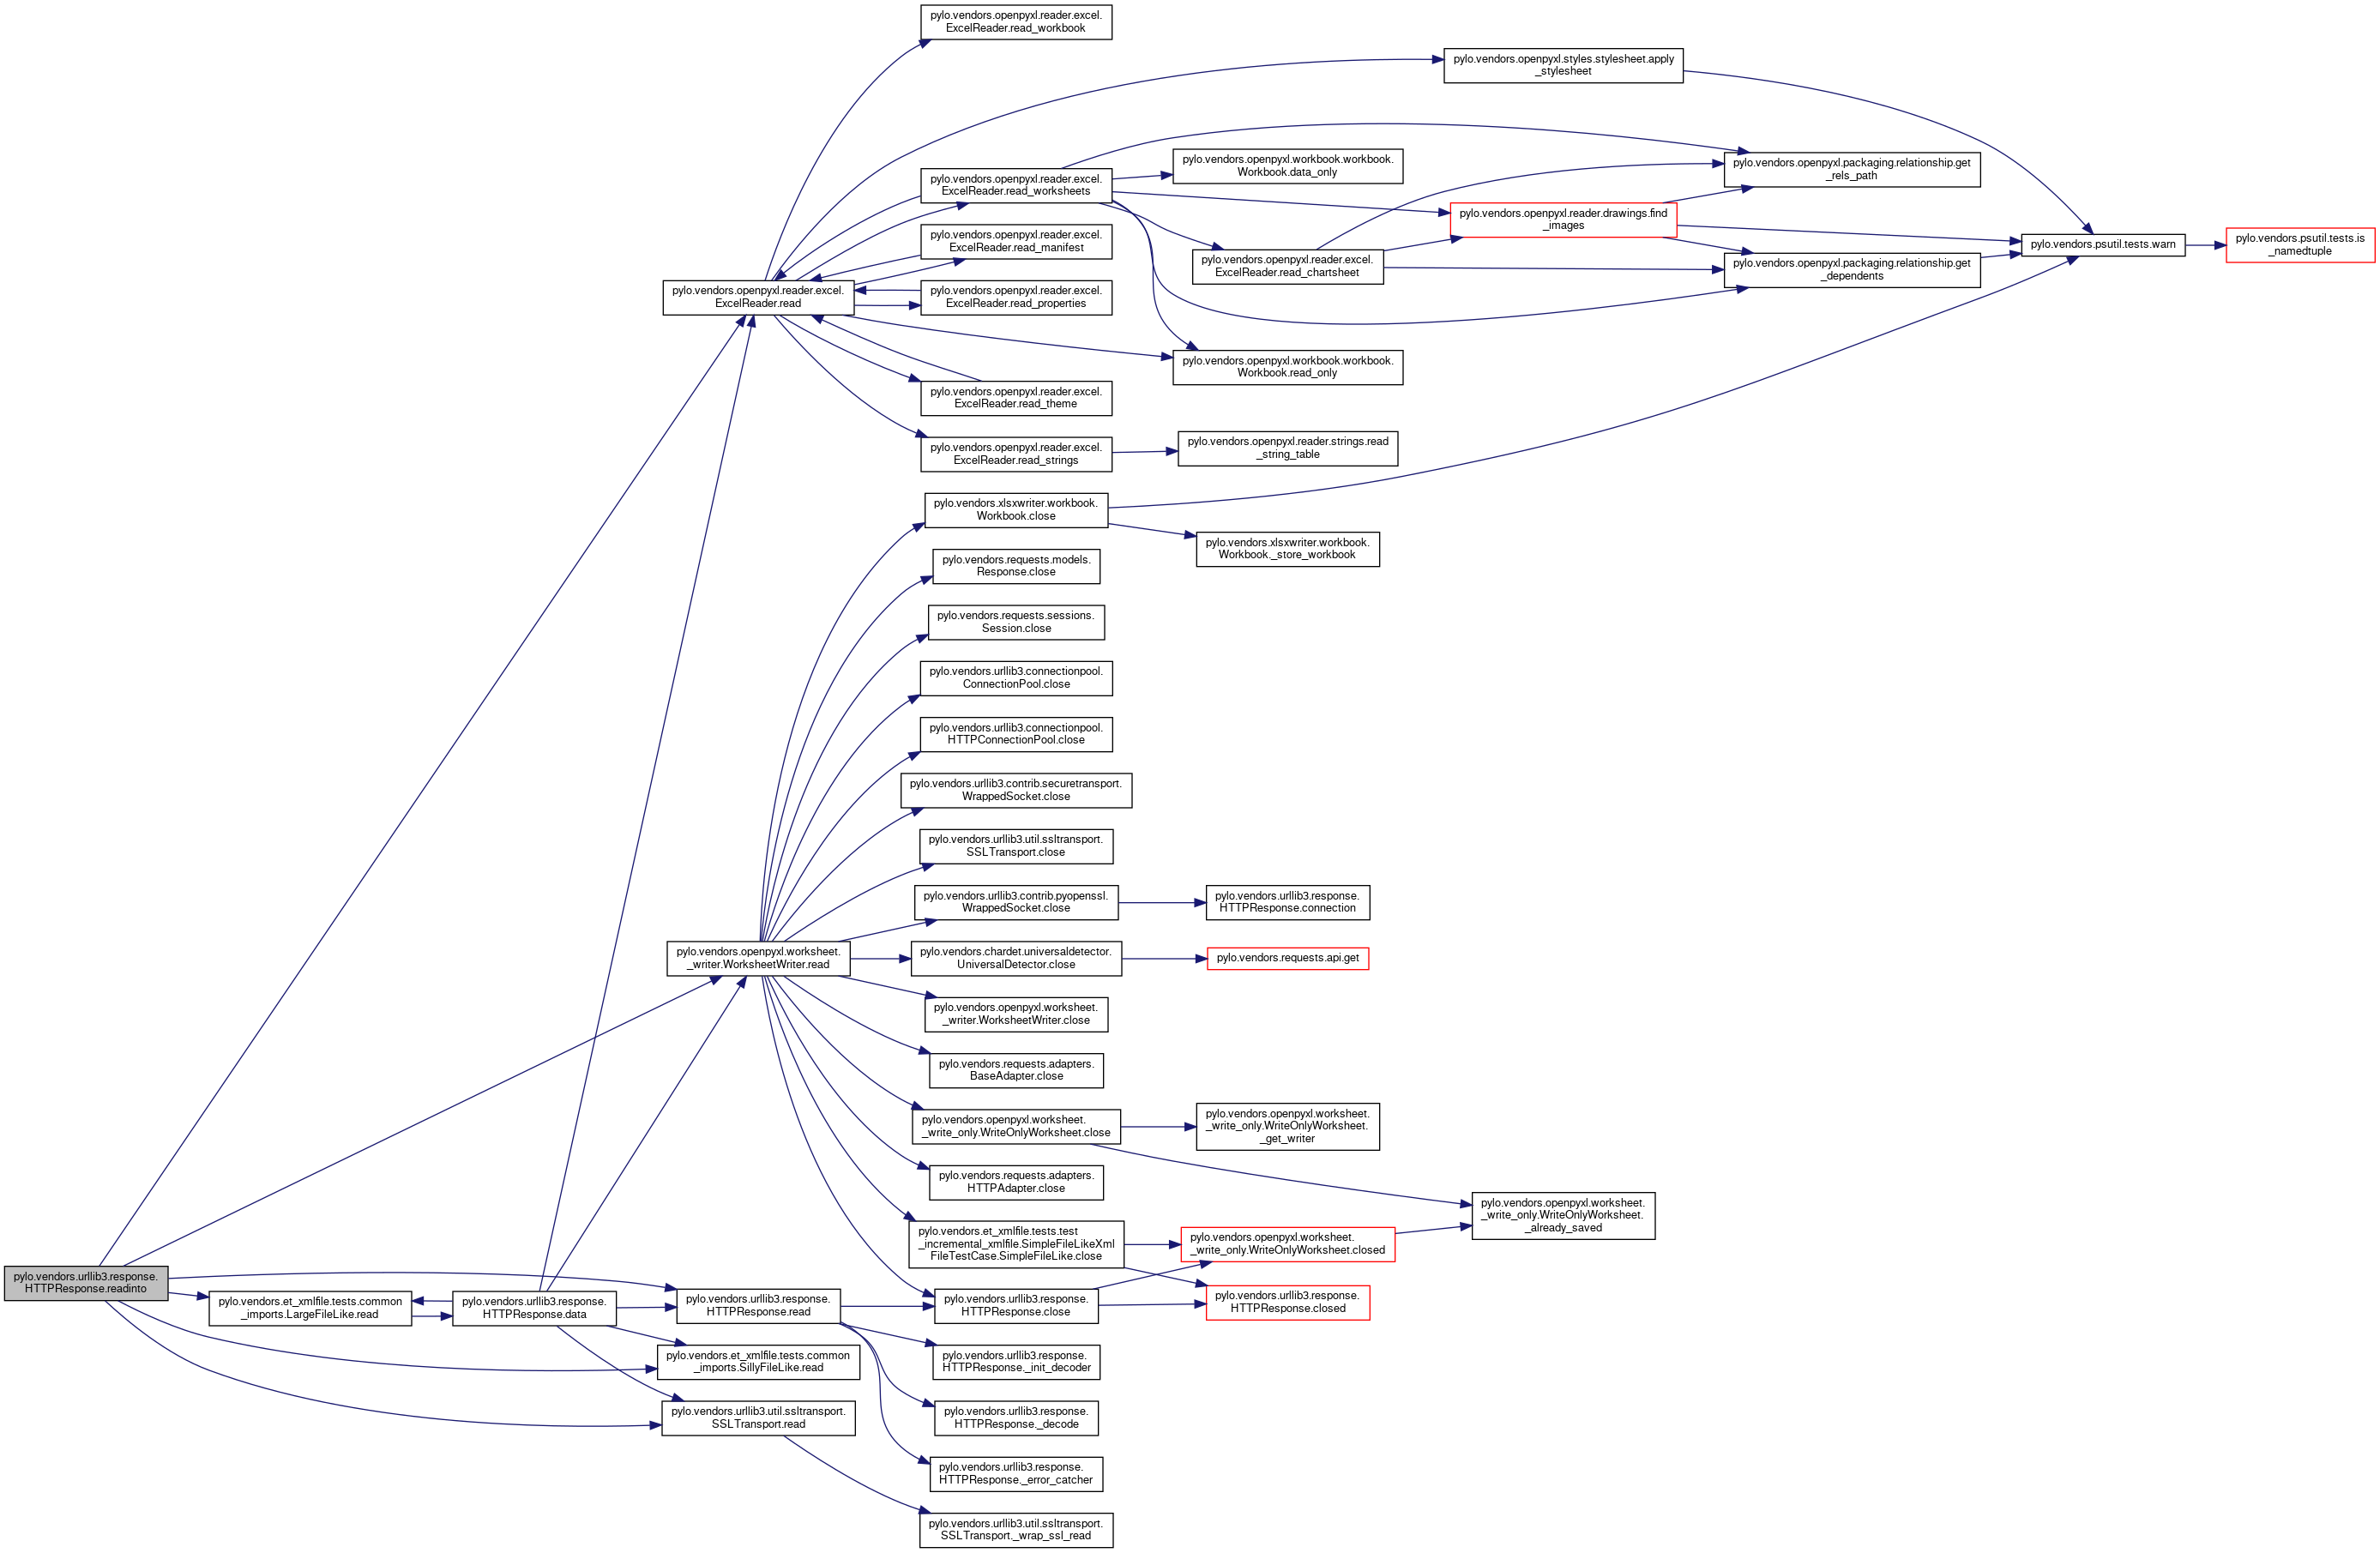 pylo.vendors.openpyxl.reader.excel.
ExcelReader.read_workbook
pylo.vendors.openpyxl.styles.stylesheet.apply
_stylesheet
pylo.vendors.openpyxl.workbook.workbook.
Workbook.data_only
pylo.vendors.openpyxl.packaging.relationship.get
_rels_path
pylo.vendors.openpyxl.reader.excel.
ExcelReader.read_worksheets
pylo.vendors.openpyxl.reader.drawings.find
_images
pylo.vendors.openpyxl.reader.excel.
ExcelReader.read_manifest
pylo.vendors.psutil.tests.warn
pylo.vendors.psutil.tests.is
_namedtuple
pylo.vendors.openpyxl.reader.excel.
ExcelReader.read_chartsheet
pylo.vendors.openpyxl.packaging.relationship.get
_dependents
pylo.vendors.openpyxl.reader.excel.
ExcelReader.read
pylo.vendors.openpyxl.reader.excel.
ExcelReader.read_properties
pylo.vendors.openpyxl.workbook.workbook.
Workbook.read_only
pylo.vendors.openpyxl.reader.excel.
ExcelReader.read_theme
pylo.vendors.openpyxl.reader.excel.
ExcelReader.read_strings
pylo.vendors.openpyxl.reader.strings.read
_string_table
pylo.vendors.xlsxwriter.workbook.
Workbook.close
pylo.vendors.xlsxwriter.workbook.
Workbook._store_workbook
pylo.vendors.requests.models.
Response.close
pylo.vendors.requests.sessions.
Session.close
pylo.vendors.urllib3.connectionpool.
ConnectionPool.close
pylo.vendors.urllib3.connectionpool.
HTTPConnectionPool.close
pylo.vendors.urllib3.contrib.securetransport.
WrappedSocket.close
pylo.vendors.urllib3.util.ssltransport.
SSLTransport.close
pylo.vendors.urllib3.contrib.pyopenssl.
WrappedSocket.close
pylo.vendors.urllib3.response.
HTTPResponse.connection
pylo.vendors.openpyxl.worksheet.
_writer.WorksheetWriter.read
pylo.vendors.chardet.universaldetector.
UniversalDetector.close
pylo.vendors.requests.api.get
pylo.vendors.openpyxl.worksheet.
_writer.WorksheetWriter.close
pylo.vendors.requests.adapters.
BaseAdapter.close
pylo.vendors.openpyxl.worksheet.
_write_only.WriteOnlyWorksheet.close
pylo.vendors.openpyxl.worksheet.
_write_only.WriteOnlyWorksheet.
_get_writer
pylo.vendors.requests.adapters.
HTTPAdapter.close
pylo.vendors.openpyxl.worksheet.
_write_only.WriteOnlyWorksheet.
_already_saved
pylo.vendors.et_xmlfile.tests.test
_incremental_xmlfile.SimpleFileLikeXml
FileTestCase.SimpleFileLike.close
pylo.vendors.openpyxl.worksheet.
_write_only.WriteOnlyWorksheet.closed
pylo.vendors.urllib3.response.
HTTPResponse.readinto
pylo.vendors.et_xmlfile.tests.common
_imports.LargeFileLike.read
pylo.vendors.urllib3.response.
HTTPResponse.data
pylo.vendors.urllib3.response.
HTTPResponse.read
pylo.vendors.urllib3.response.
HTTPResponse.close
pylo.vendors.urllib3.response.
HTTPResponse.closed
pylo.vendors.et_xmlfile.tests.common
_imports.SillyFileLike.read
pylo.vendors.urllib3.response.
HTTPResponse._init_decoder
pylo.vendors.urllib3.util.ssltransport.
SSLTransport.read
pylo.vendors.urllib3.response.
HTTPResponse._decode
pylo.vendors.urllib3.response.
HTTPResponse._error_catcher
pylo.vendors.urllib3.util.ssltransport.
SSLTransport._wrap_ssl_read